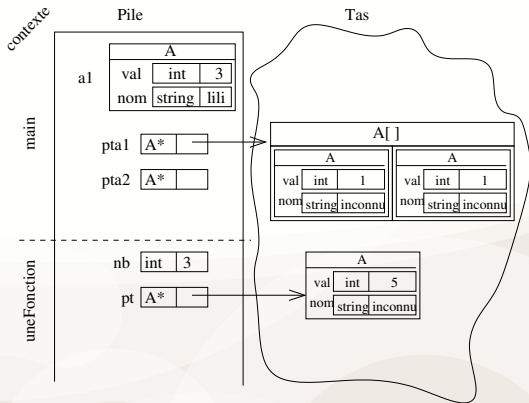 contexte
Pile
Tas
main
a1
A
val int 3
nom string lili
pta1 A*
pta2 A*
A[ ]
A
val int 1
nom string inconnu
A
val int 1
nom string inconnu
uneFonction
nb int 3
pt A*
A
val int 5
nom string inconnu